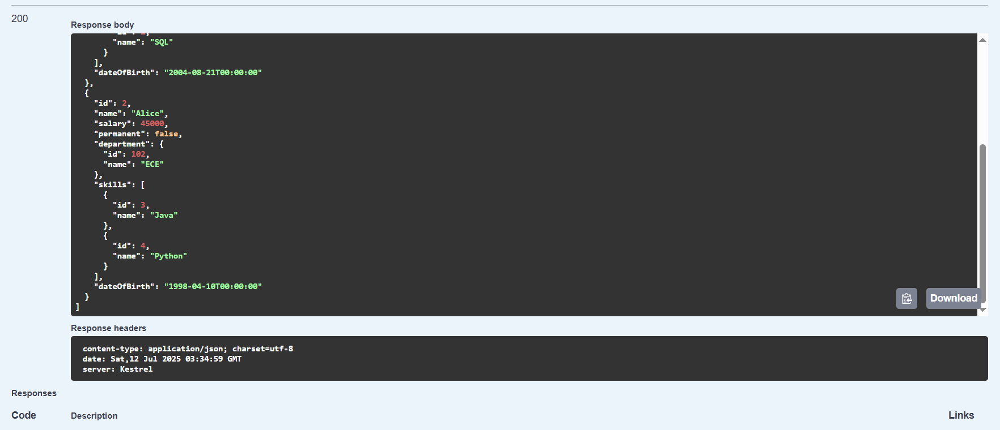 200
Response body
"name": "SQL"
}
],
"dateOfBirth": "2004-08-21T00:00:00"
},
{
"id": 2,
"name": "Alice",
"salary": 45000,
"permanent": false,
"department": {
"id": 102,
"name": "ECE"
},
"skills": [
{
"id": 3,
"name": "Java"
},
{
"id": 4,
"name": "Python"
}
],
"dateOfBirth": "1998-04-10T00:00:00"
}
]
Download
Response headers
content-type: application/json; charset=utf-8
date: Sat,12 Jul 2025 03:34:59 GMT
server: Kestrel
Responses
Code Description Links